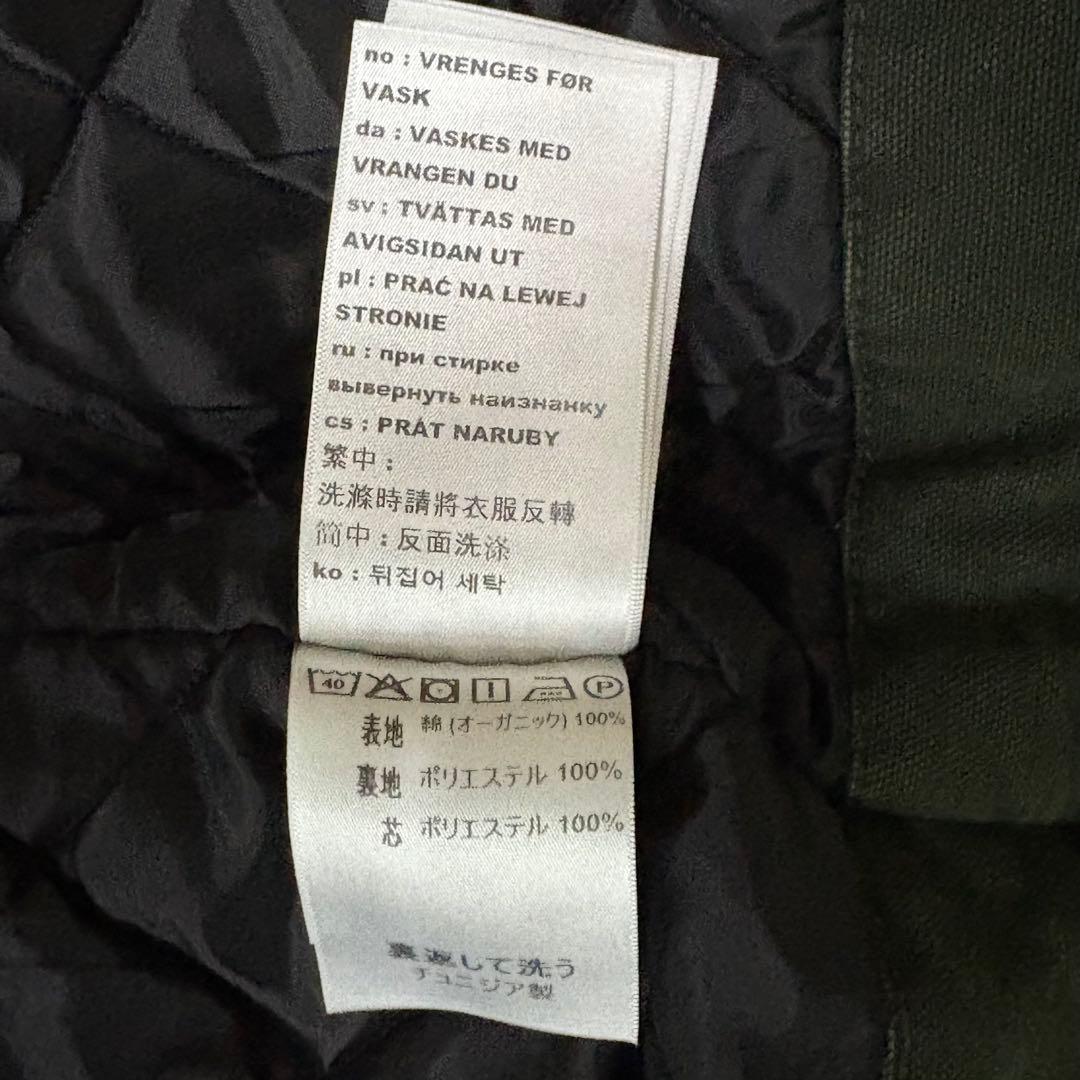 no : VRENGES FØR
VASK
da : VASKES MED
VRANGEN DU
sv : TVÄTTAS MED
AVIGSIDAN UT
pl : PRAĆ NA LEWEJ
STRONIE
ru : при стирке
вывернуть наизнанку
cs : PRÁT NARUBY
繁中 :
洗滌時請將衣服反轉
简中 : 反面洗涤
ko : 뒤집어 세탁
40 P
表地 綿 (オーガニック) 100%
裏地 ポリエステル 100%
芯 ポリエステル 100%
裏返して洗う
チュニジア製